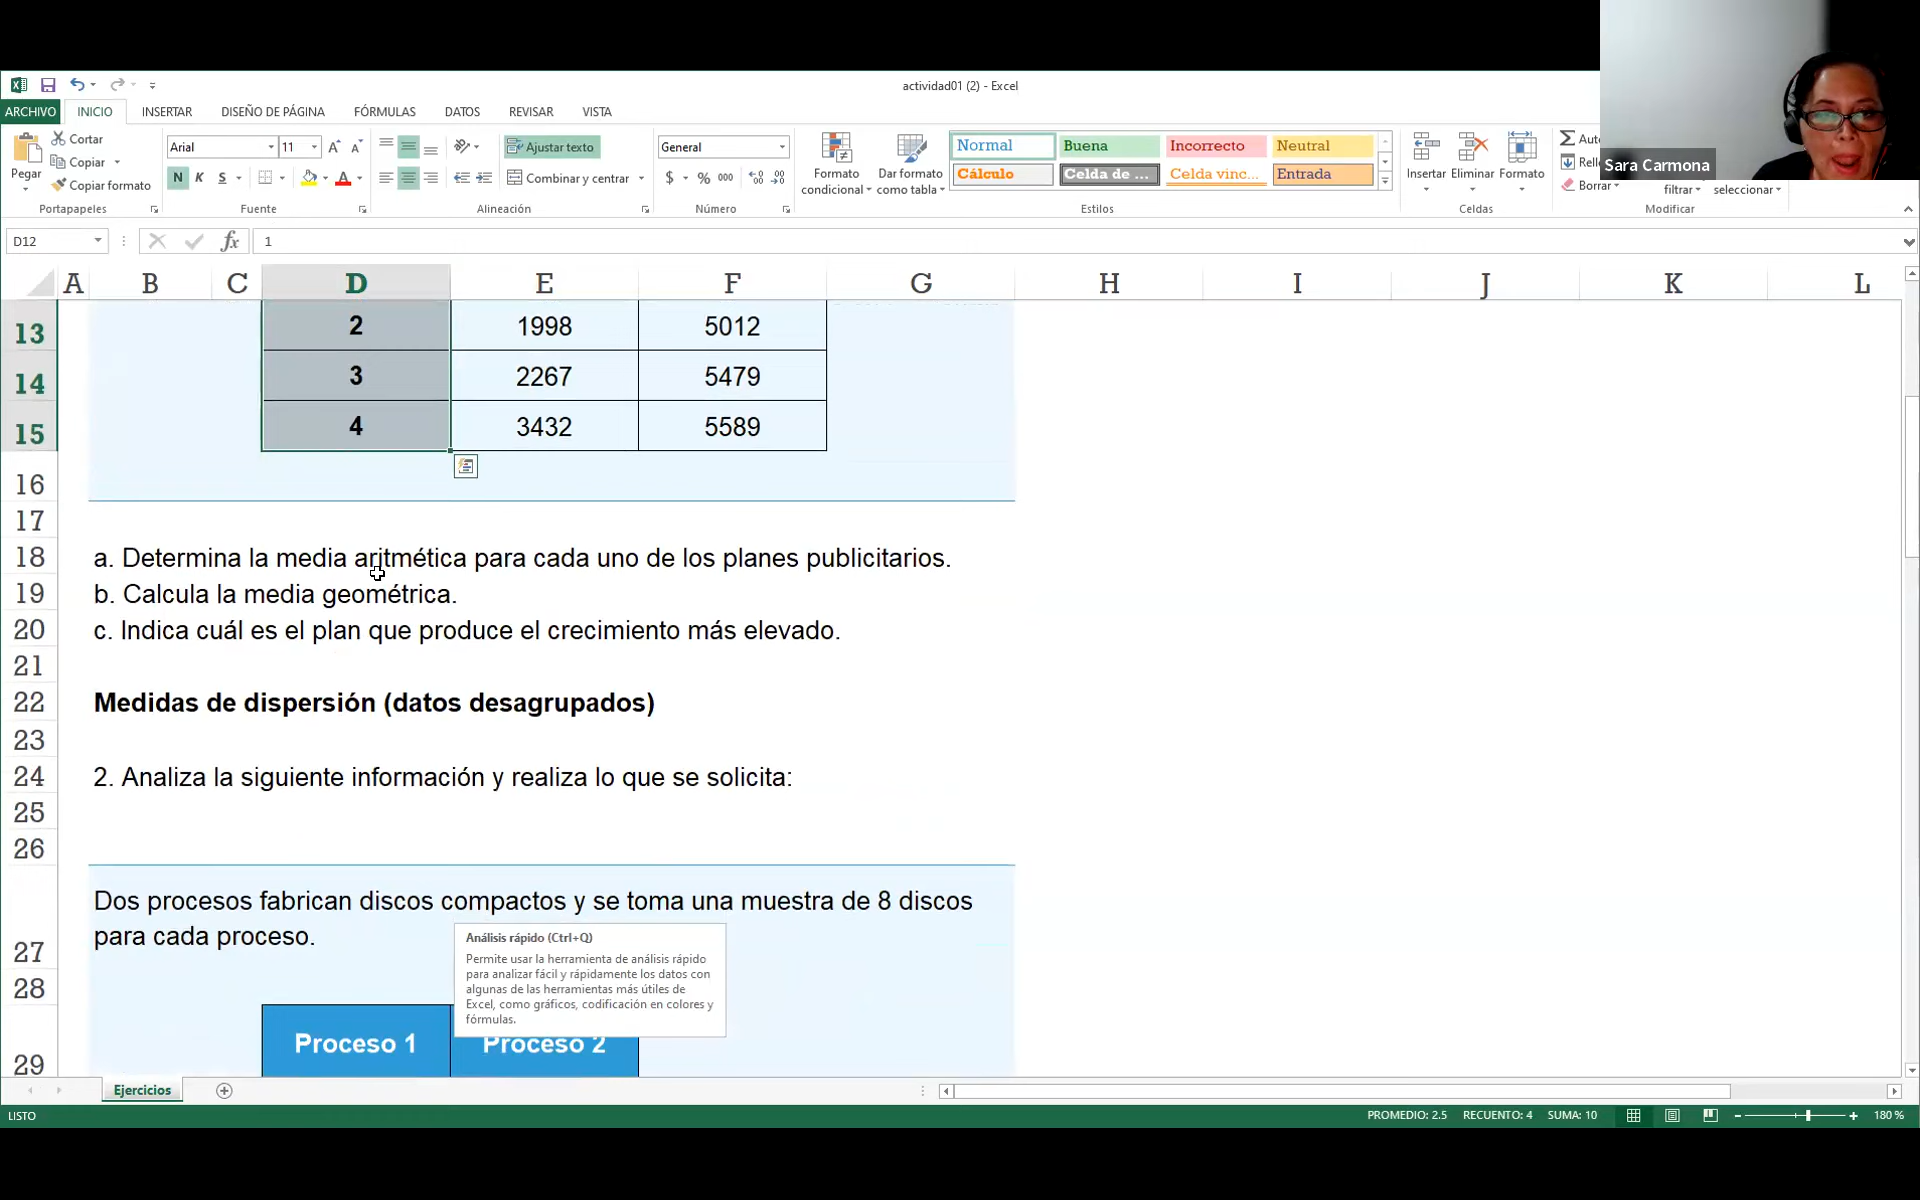 actividad01 (2) - Excel
ARCHIVO INICIO INSERTAR DISEÑO DE PÁGINA FÓRMULAS DATOS REVISAR VISTA
Cortar
Copiar
Copiar formato
Pegar
Portapapeles
Arial 11
N K S
Fuente
Ajustar texto
Combinar y centrar
Alineación
General
$ % 000
Número
Formato condicional
Dar formato como tabla
Normal Buena Incorrecto Neutral
Cálculo Celda de ... Celda vinc... Entrada
Estilos
Insertar Eliminar Formato
Celdas
Borrar
filtrar seleccionar
Modificar
Sara Carmona
D12 fx 1
A B C D E F G H I J K L
13 2 1998 5012
14 3 2267 5479
15 4 3432 5589
16
17
18 a. Determina la media aritmética para cada uno de los planes publicitarios.
19 b. Calcula la media geométrica.
20 c. Indica cuál es el plan que produce el crecimiento más elevado.
21
22 Medidas de dispersión (datos desagrupados)
23
24 2. Analiza la siguiente información y realiza lo que se solicita:
25
26
Dos procesos fabrican discos compactos y se toma una muestra de 8 discos
27 para cada proceso.
Análisis rápido (Ctrl+Q)
Permite usar la herramienta de análisis rápido
para analizar fácil y rápidamente los datos con
algunas de las herramientas más útiles de
Excel, como gráficos, codificación en colores y
fórmulas.
28
29 Proceso 1 Proceso 2
Ejercicios
LISTO PROMEDIO: 2.5 RECUENTO: 4 SUMA: 10 180 %